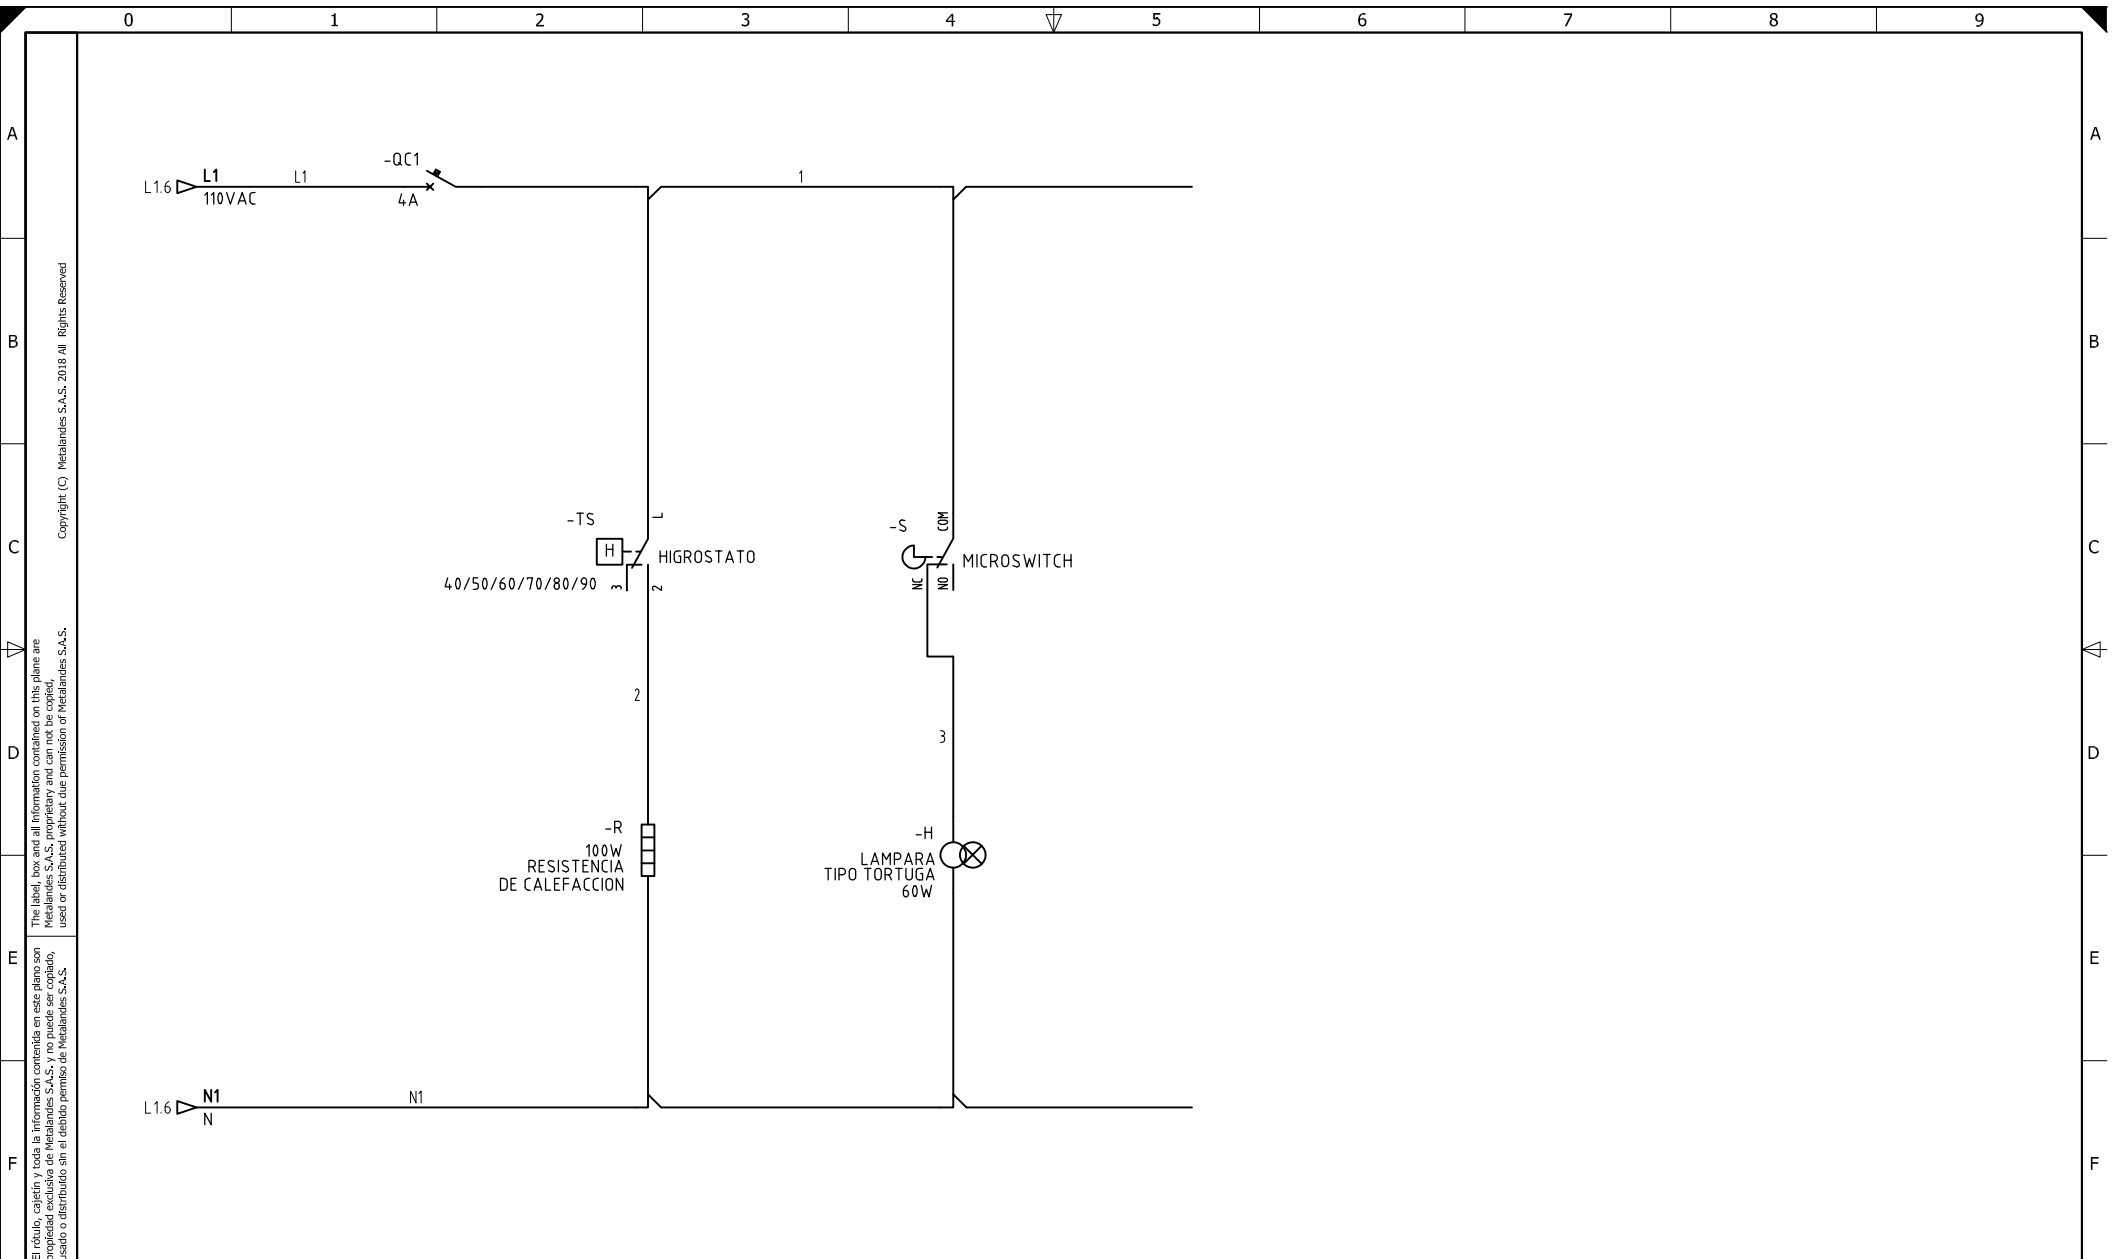 0 1 2 3 4 5 6 7 8 9
A A
-QC1
L1.6 L1 L1 1
110VAC 4A
B B
Copyright (C) Metalandes S.A.S. 2018 All Rights Reserved
C C
-TS L
H HIGROSTATO
40/50/60/70/80/90 3 2
-S COM
MICROSWITCH
NC NO
The label, box and all information contained on this plane are
Metalandes S.A.S. proprietary and can not be copied,
used or distributed without due permission of Metalandes S.A.S.
2
3
D D
-R
100W
RESISTENCIA
DE CALEFACCION
-H
LAMPARA
TIPO TORTUGA
60W
E E
El rótulo, cajetín y toda la información contenida en este plano son
propiedad exclusiva de Metalandes S.A.S. y no puede ser copiado,
usado o distribuido sin el debido permiso de Metalandes S.A.S.
L1.6 N1 N1
N
F F